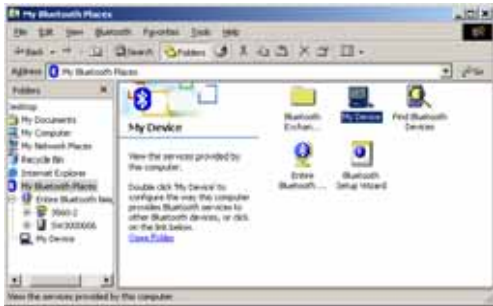 My Bluetooth Places
File Edit View Bluetooth Favorites Tools Help
Back Search Folders
Address My Bluetooth Places Go
Folders
Desktop
My Documents
My Computer
My Network Places
Recycle Bin
Internet Explorer
My Bluetooth Places
Entire Bluetooth Nei
My Device
My Device
View the services provided by
this computer.
Double click 'My Device' to
configure the way this computer
provides Bluetooth services to
other Bluetooth devices, or click
on the link below.
Open Folder
Bluetooth
Exchan...
My Device
Find Bluetooth
Devices
Entire
Bluetooth ...
Bluetooth
Setup Wizard
View the services provided by this computer